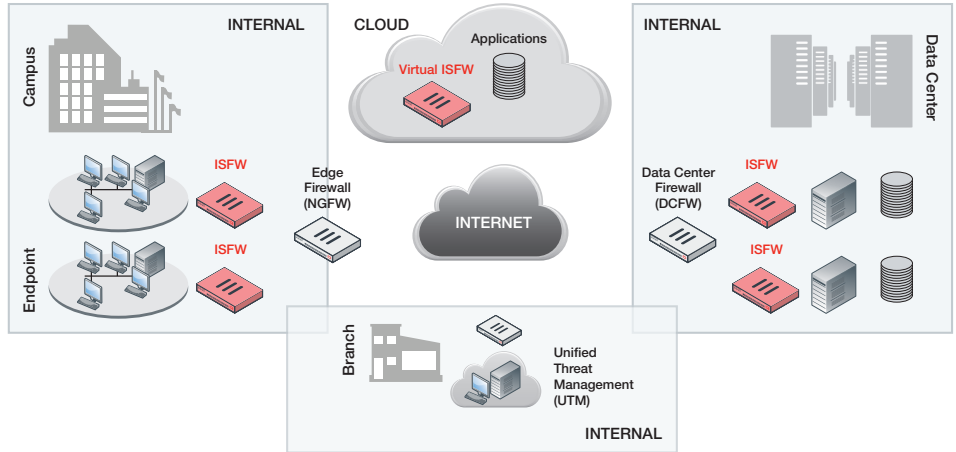 INTERNAL
Campus
ISFW
Edge
Firewall
(NGFW)
Endpoint
ISFW
CLOUD
Applications
Virtual ISFW
INTERNET
INTERNAL
Data Center
Data Center
Firewall
(DCFW)
ISFW
ISFW
Branch
Unified
Threat
Management
(UTM)
INTERNAL